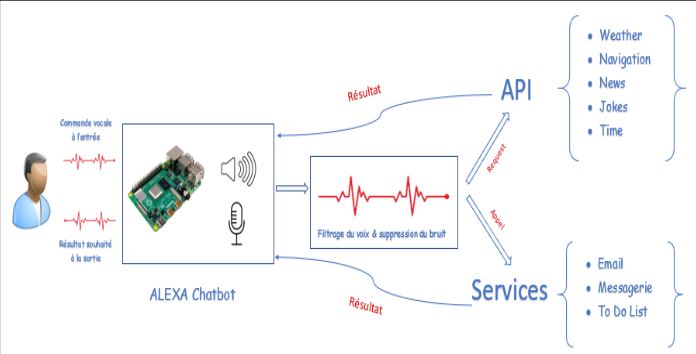 Commande vocale
à l'entrée
Résultat souhaité
à la sortie
ALEXA Chatbot
Filtrage du voix & suppression du bruit
Résultat
Request
API
• Weather
• Navigation
• News
• Jokes
• Time
Appel
Résultat
Services
• Email
• Messagerie
• To Do List